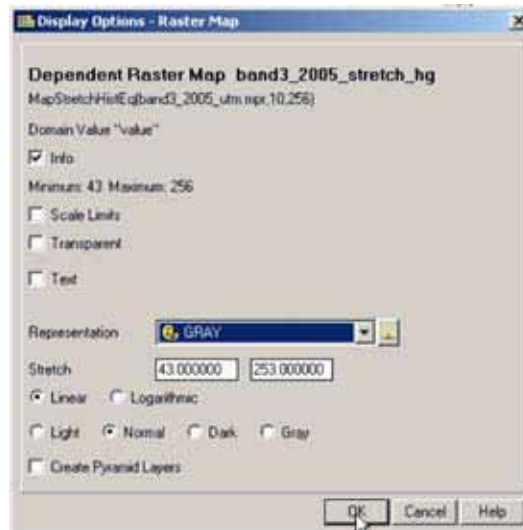 Display Options - Raster Map
Dependent Raster Map band3_2005_stretch_hg
MapStretchHistEq(band3_2005_utm.mpr,10,256)
Domain Value "value"
Info
Minimum: 43 Maximum: 256
Scale Limits
Transparent
Text
Representation GRAY
Stretch 43.000000 253.000000
Linear Logarithmic
Light Normal Dark Gray
Create Pyramid Layers
OK Cancel Help